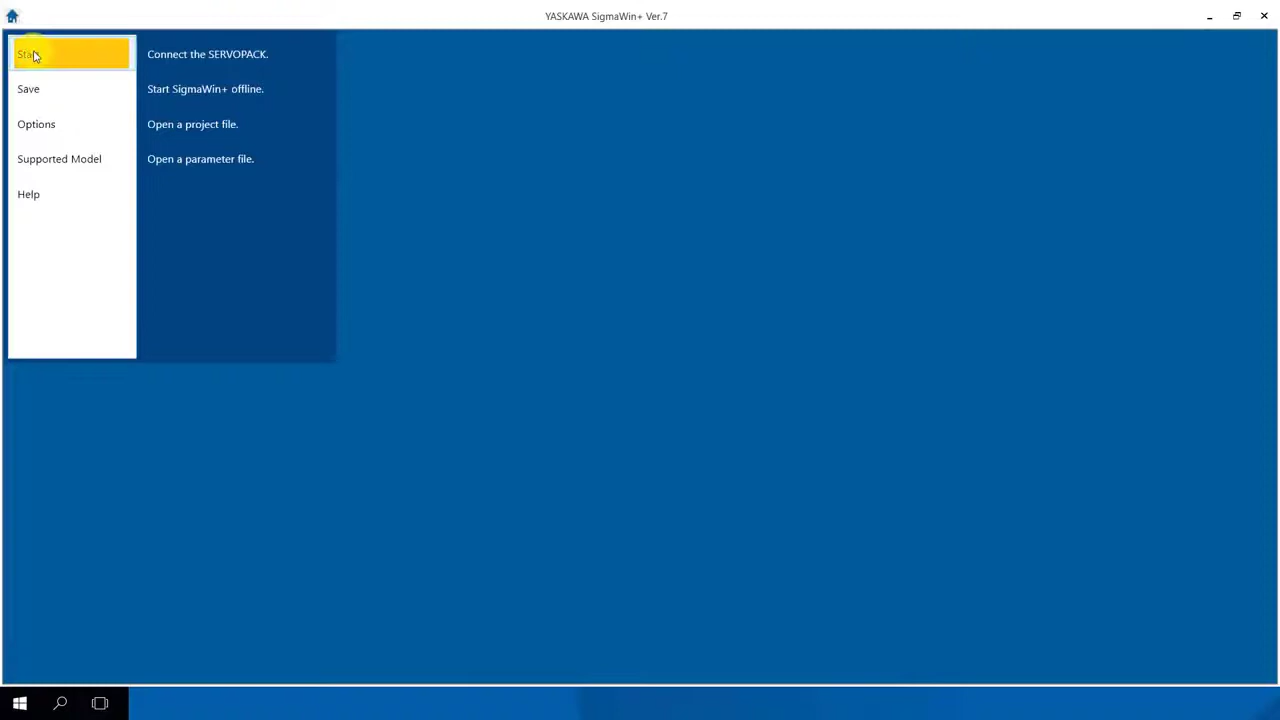 YASKAWA SigmaWin+ Ver.7
Connect the SERVOPACK.
Save
Start SigmaWin+ offline.
Options
Open a project file.
Supported Model
Open a parameter file.
Help